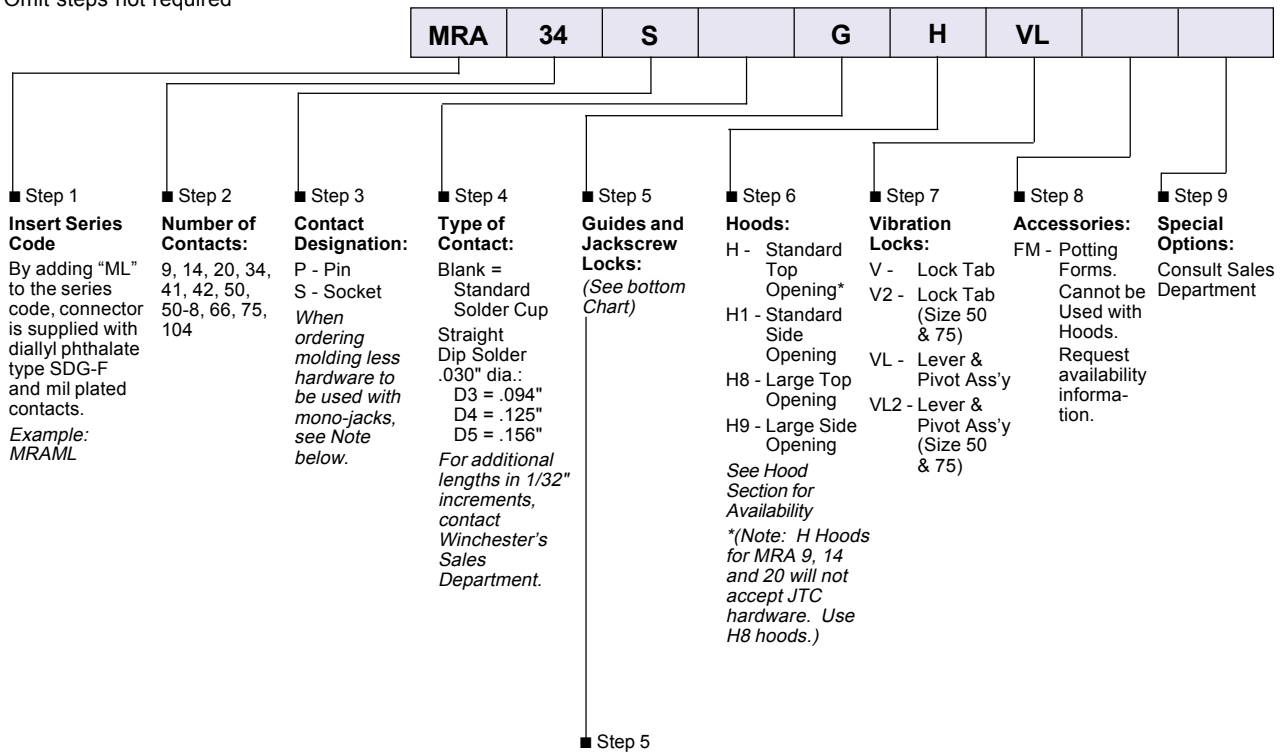 Omit steps not required
MRA 34 S G H VL
■ Step 1
Insert Series
Code
By adding “ML”
to the series
code, connector
is supplied with
diallyl phthalate
type SDG-F
and mil plated
contacts.
Example:
MRAML
■ Step 2
Number of
Contacts:
9, 14, 20, 34,
41, 42, 50,
50-8, 66, 75,
104
■ Step 3
Contact
Designation:
P - Pin
S - Socket
When
ordering
molding less
hardware to
be used with
mono-jacks,
see Note
below.
■ Step 4
Type of
Contact:
Blank =
Standard
Solder Cup
Straight
Dip Solder
.030" dia.:
D3 = .094"
D4 = .125"
D5 = .156"
For additional
lengths in 1/32"
increments,
contact
Winchester’s
Sales
Department.
■ Step 5
Guides and
Jackscrew
Locks:
(See bottom
Chart)
■ Step 6
Hoods:
H - Standard
Top
Opening*
H1 - Standard
Side
Opening
H8 - Large Top
Opening
H9 - Large Side
Opening
See Hood
Section for
Availability
*(Note: H Hoods
for MRA 9, 14
and 20 will not
accept JTC
hardware. Use
H8 hoods.)
■ Step 7
Vibration
Locks:
V - Lock Tab
V2 - Lock Tab
(Size 50
& 75)
VL - Lever &
Pivot Ass’y
VL2 - Lever &
Pivot Ass’y
(Size 50
& 75)
■ Step 8
Accessories:
FM - Potting
Forms.
Cannot be
Used with
Hoods.
Request
availability
informa-
tion.
■ Step 9
Special
Options:
Consult Sales
Department
■ Step 5